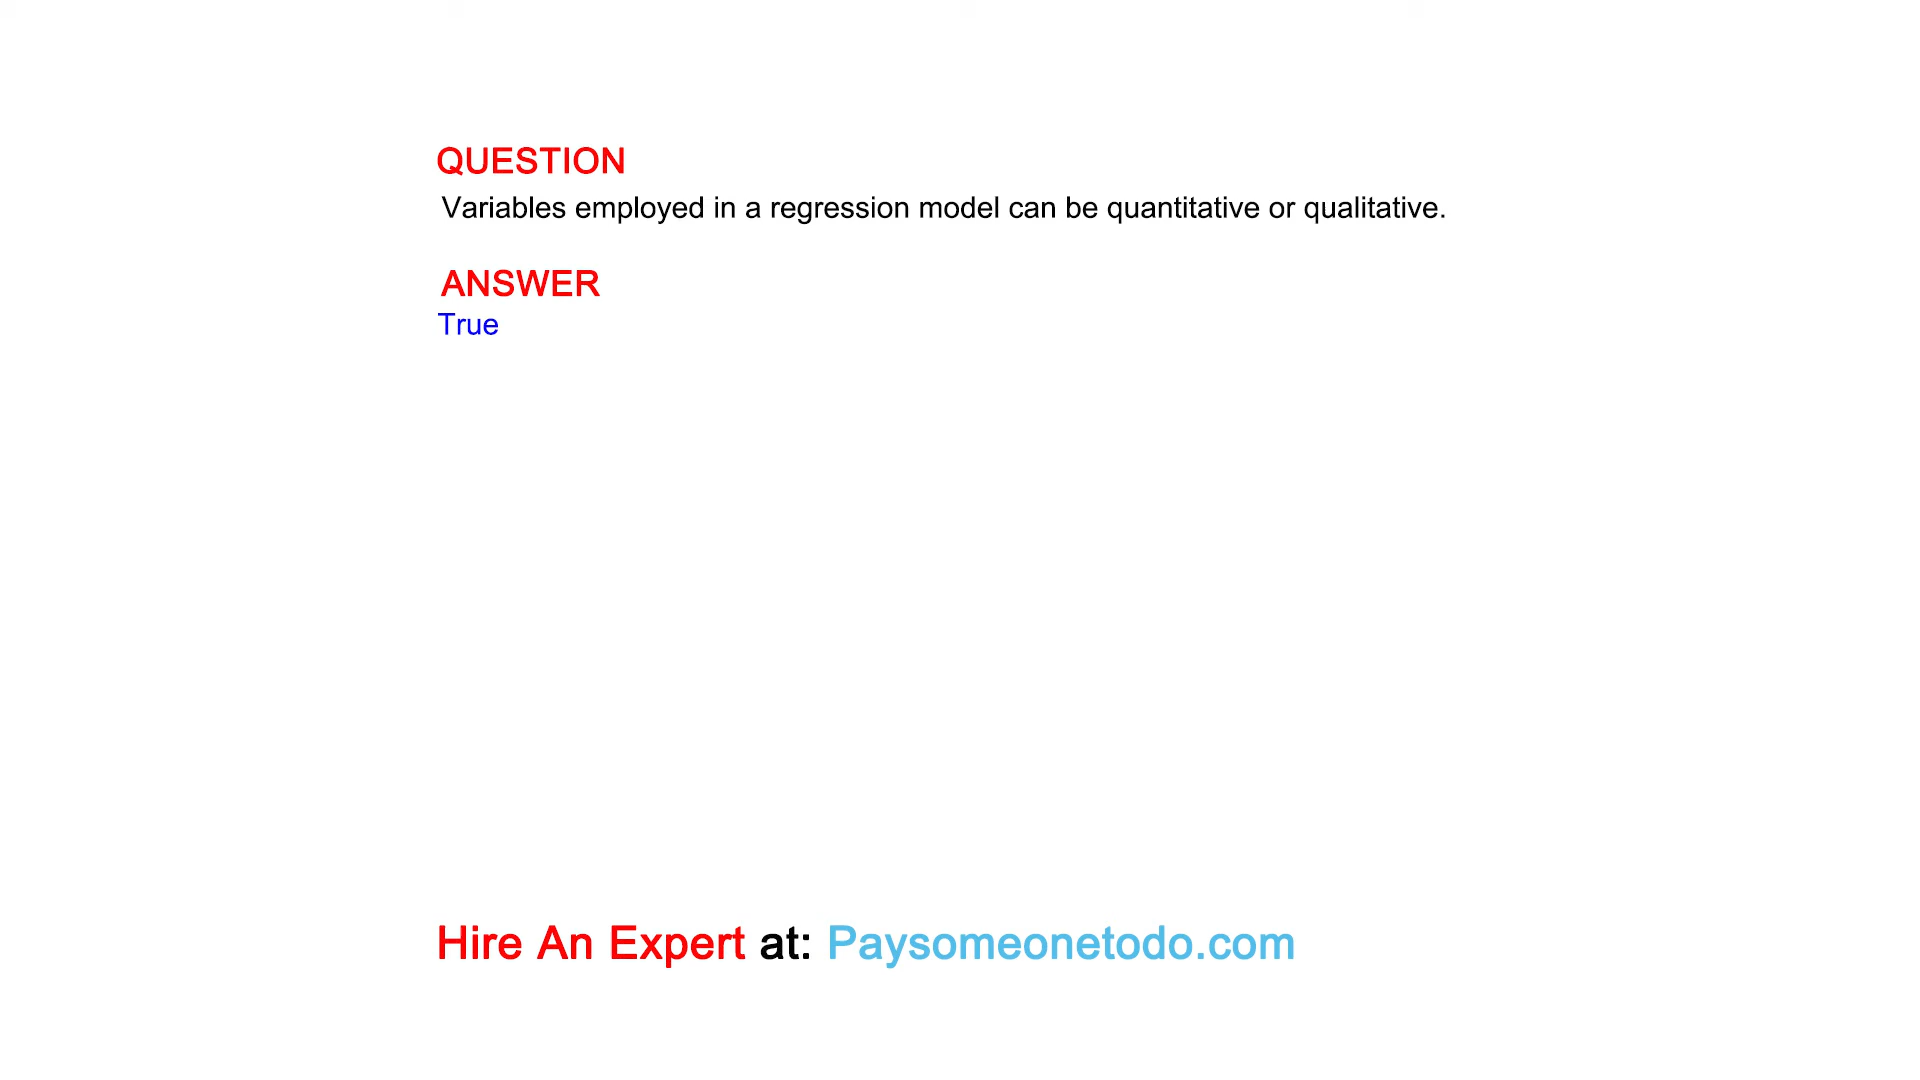 QUESTION
Variables employed in a regression model can be quantitative or qualitative.
ANSWER
True
Hire An Expert at: Paysomeonetodo.com